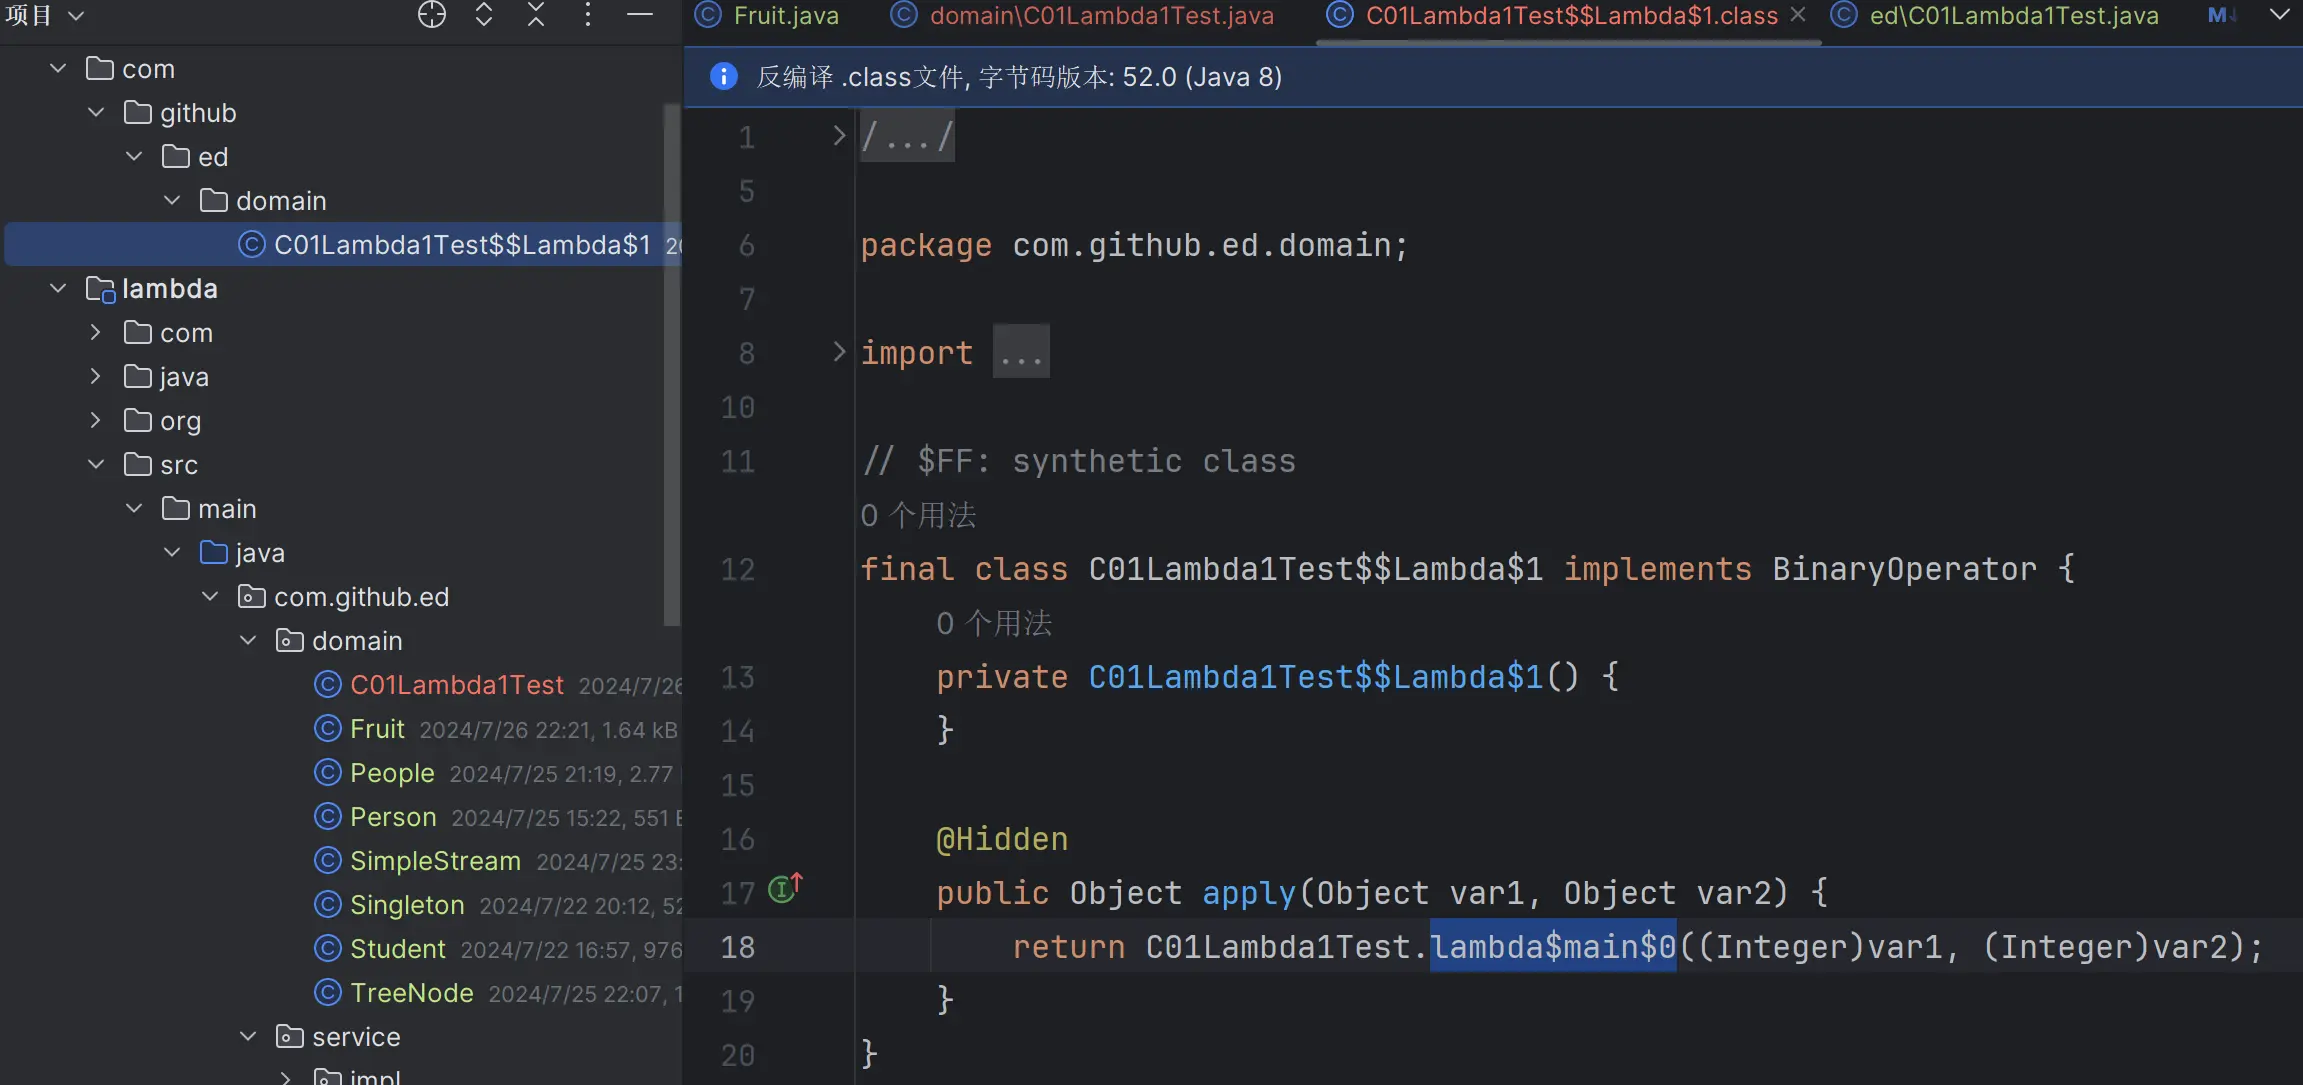 项目
com
github
ed
domain
C01Lambda1Test$$Lambda$1
lambda
com
java
org
src
main
java
com.github.ed
domain
C01Lambda1Test 2024/7/26
Fruit 2024/7/26 22:21, 1.64 kB
People 2024/7/25 21:19, 2.77
Person 2024/7/25 15:22, 551
SimpleStream 2024/7/25 23:
Singleton 2024/7/22 20:12, 52
Student 2024/7/22 16:57, 976
TreeNode 2024/7/25 22:07, 1
service
impl
Fruit.java domain\C01Lambda1Test.java C01Lambda1Test$$Lambda$1.class ed\C01Lambda1Test.java M↓
反编译 .class文件, 字节码版本: 52.0 (Java 8)
1 /.../
5
6 package com.github.ed.domain;
7
8 import ...
10
11 // $FF: synthetic class
0 个用法
12 final class C01Lambda1Test$$Lambda$1 implements BinaryOperator {
0 个用法
13 private C01Lambda1Test$$Lambda$1() {
14 }
15
16 @Hidden
17 public Object apply(Object var1, Object var2) {
18 return C01Lambda1Test.lambda$main$0((Integer)var1, (Integer)var2);
19 }
20 }